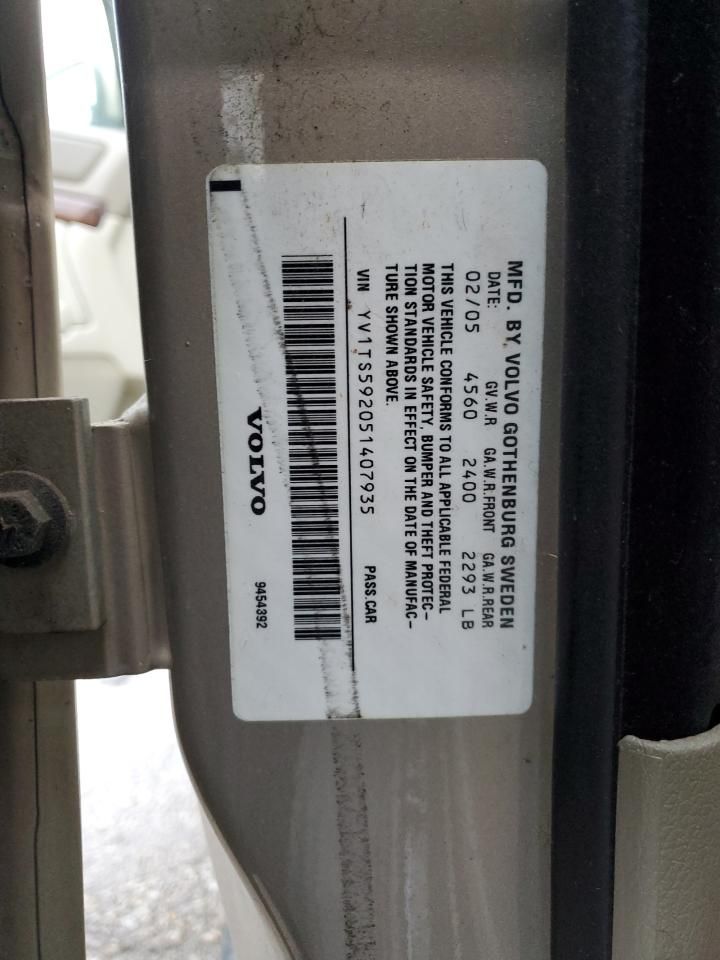 MFD. BY VOLVO GOTHENBURG SWEDEN
DATE: GV.W.R GA.W.R.FRONT GA.W.R.REAR
02/05 4560 2400 2293 LB
THIS VEHICLE CONFORMS TO ALL APPLICABLE FEDERAL
MOTOR VEHICLE SAFETY, BUMPER AND THEFT PROTEC-
TION STANDARDS IN EFFECT ON THE DATE OF MANUFAC-
TURE SHOWN ABOVE.
VIN YV1TS592051407935 PASS.CAR
VOLVO 9454392